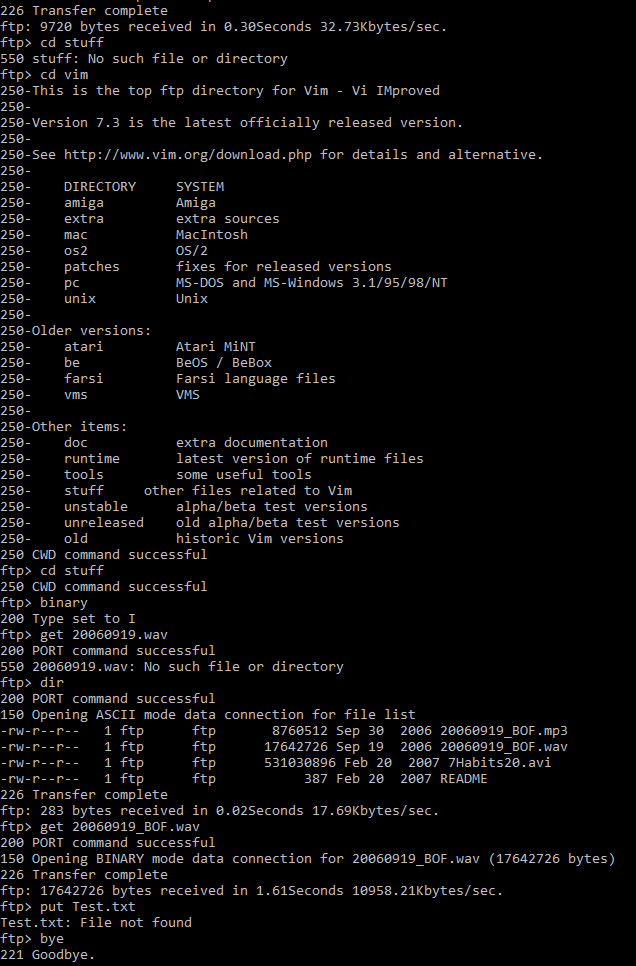 226 Transfer complete
ftp: 9720 bytes received in 0.30Seconds 32.73Kbytes/sec.
ftp> cd stuff
550 stuff: No such file or directory
ftp> cd vim
250-This is the top ftp directory for Vim - Vi IMproved
250-
250-Version 7.3 is the latest officially released version.
250-
250-See http://www.vim.org/download.php for details and alternative.
250-
250-    DIRECTORY     SYSTEM
250-    amiga         Amiga
250-    extra         extra sources
250-    mac           MacIntosh
250-    os2           OS/2
250-    patches       fixes for released versions
250-    pc            MS-DOS and MS-Windows 3.1/95/98/NT
250-    unix          Unix
250-
250-Older versions:
250-    atari         Atari MiNT
250-    be            BeOS / BeBox
250-    farsi         Farsi language files
250-    vms           VMS
250-
250-Other items:
250-    doc           extra documentation
250-    runtime       latest version of runtime files
250-    tools         some useful tools
250-    stuff     other files related to Vim
250-    unstable      alpha/beta test versions
250-    unreleased    old alpha/beta test versions
250-    old           historic Vim versions
250 CWD command successful
ftp> cd stuff
250 CWD command successful
ftp> binary
200 Type set to I
ftp> get 20060919.wav
200 PORT command successful
550 20060919.wav: No such file or directory
ftp> dir
200 PORT command successful
150 Opening ASCII mode data connection for file list
-rw-r--r--   1 ftp      ftp       8760512 Sep 30  2006 20060919_BOF.mp3
-rw-r--r--   1 ftp      ftp      17642726 Sep 19  2006 20060919_BOF.wav
-rw-r--r--   1 ftp      ftp      531030896 Feb 20  2007 7Habits20.avi
-rw-r--r--   1 ftp      ftp           387 Feb 20  2007 README
226 Transfer complete
ftp: 283 bytes received in 0.02Seconds 17.69Kbytes/sec.
ftp> get 20060919_BOF.wav
200 PORT command successful
150 Opening BINARY mode data connection for 20060919_BOF.wav (17642726 bytes)
226 Transfer complete
ftp: 17642726 bytes received in 1.61Seconds 10958.21Kbytes/sec.
ftp> put Test.txt
Test.txt: File not found
ftp> bye
221 Goodbye.